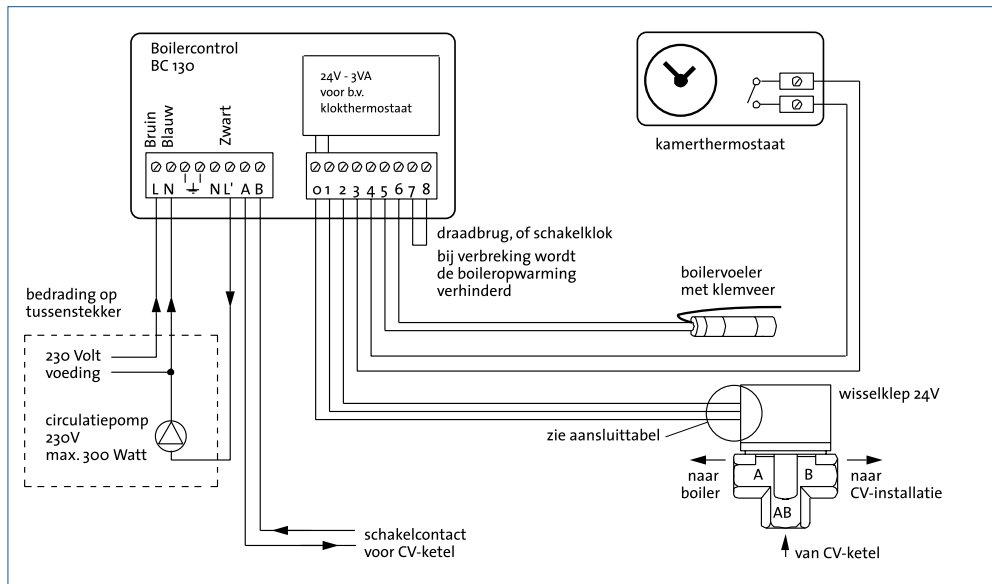 Boilercontrol
BC 130
24V - 3VA
voor b.v.
klokthermostaat
Bruin
Blauw
Zwart
L N N L' A B
0 1 2 3 4 5 6 7 8
kamerthermostaat
draadbrug, of schakelklok
bij verbreking wordt
de boileropwarming
verhinderd
boilervoeler
met klemveer
bedrading op
tussenstekker
230 Volt
voeding
circulatiepomp
230V
max. 300 Watt
wisselklep 24V
zie aansluittabel
naar
boiler
A
B
AB
naar
CV-installatie
van CV-ketel
schakelcontact
voor CV-ketel